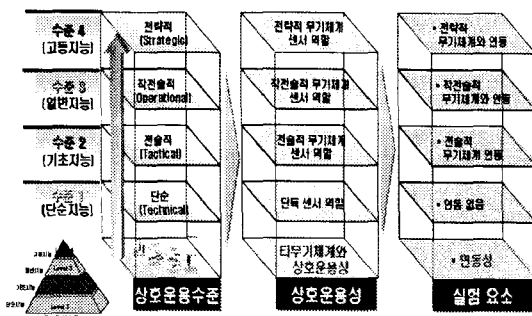 수준 4
(고등지능)
전략적
(Strategic)
전략적 무기체계
센서 역할
• 전략적
무기체계와 연동
수준 3
(일반지능)
작전술적
(Operational)
작전술적 무기체계
센서 역할
• 작전술적
무기체계와 연동
수준 2
(기초지능)
전술적
(Tactical)
전술적 무기체계
센서 역할
• 전술적
무기체계 연동
수준 1
(단순지능)
단순
(Technical)
단독 센서 역할
• 연동 없음
타무기체계와
상호운용성
• 연동성
상호운용수준
상호운용성
실험 요소